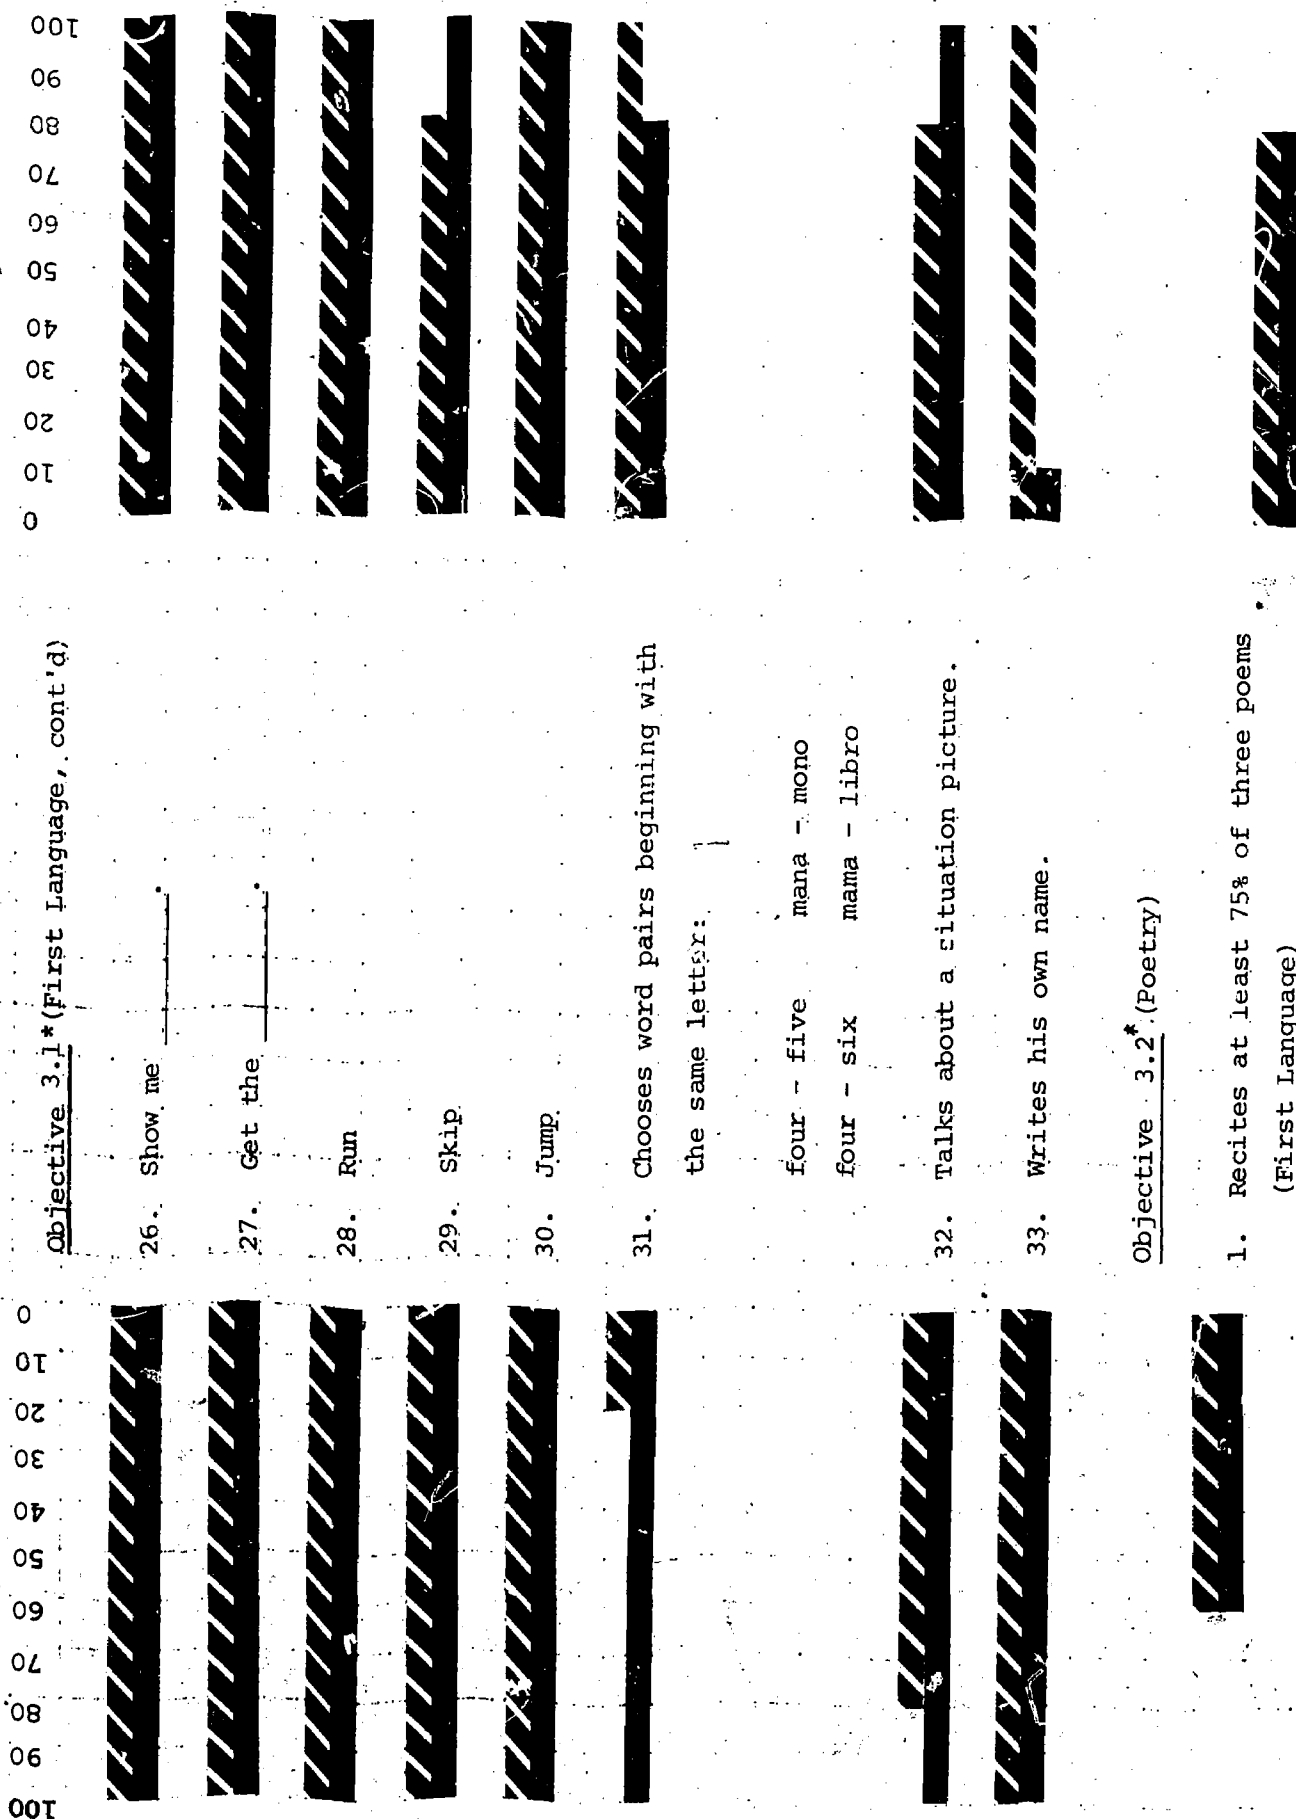 100 90 80 70 60 50 40 30 20 10 0
Objective 3.1*(First Language, cont'd)
26. Show me ______.
27. Get the ______.
28. Run
29. Skip
30. Jump
31. Chooses word pairs beginning with
the same letter:
four - five mana - mono
four - six mama - libro
32. Talks about a situation picture.
33. Writes his own name.
Objective 3.2*(Poetry)
1. Recites at least 75% of three poems
(First Language)
0 10 20 30 40 50 60 70 80 90 100